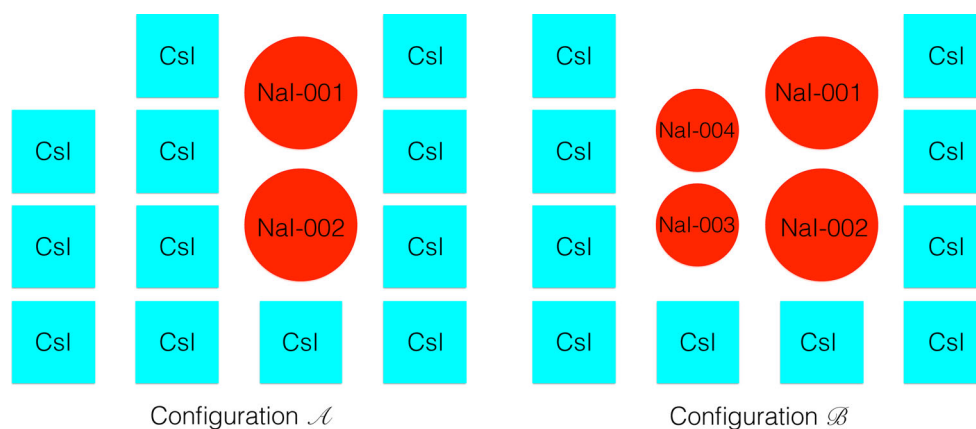 CsI CsI CsI CsI
NaI-001 NaI-001
NaI-004
CsI CsI CsI CsI
NaI-003
CsI CsI NaI-002 CsI CsI NaI-002 CsI
CsI CsI CsI CsI CsI CsI CsI CsI
Configuration 𝒜 Configuration ℬ